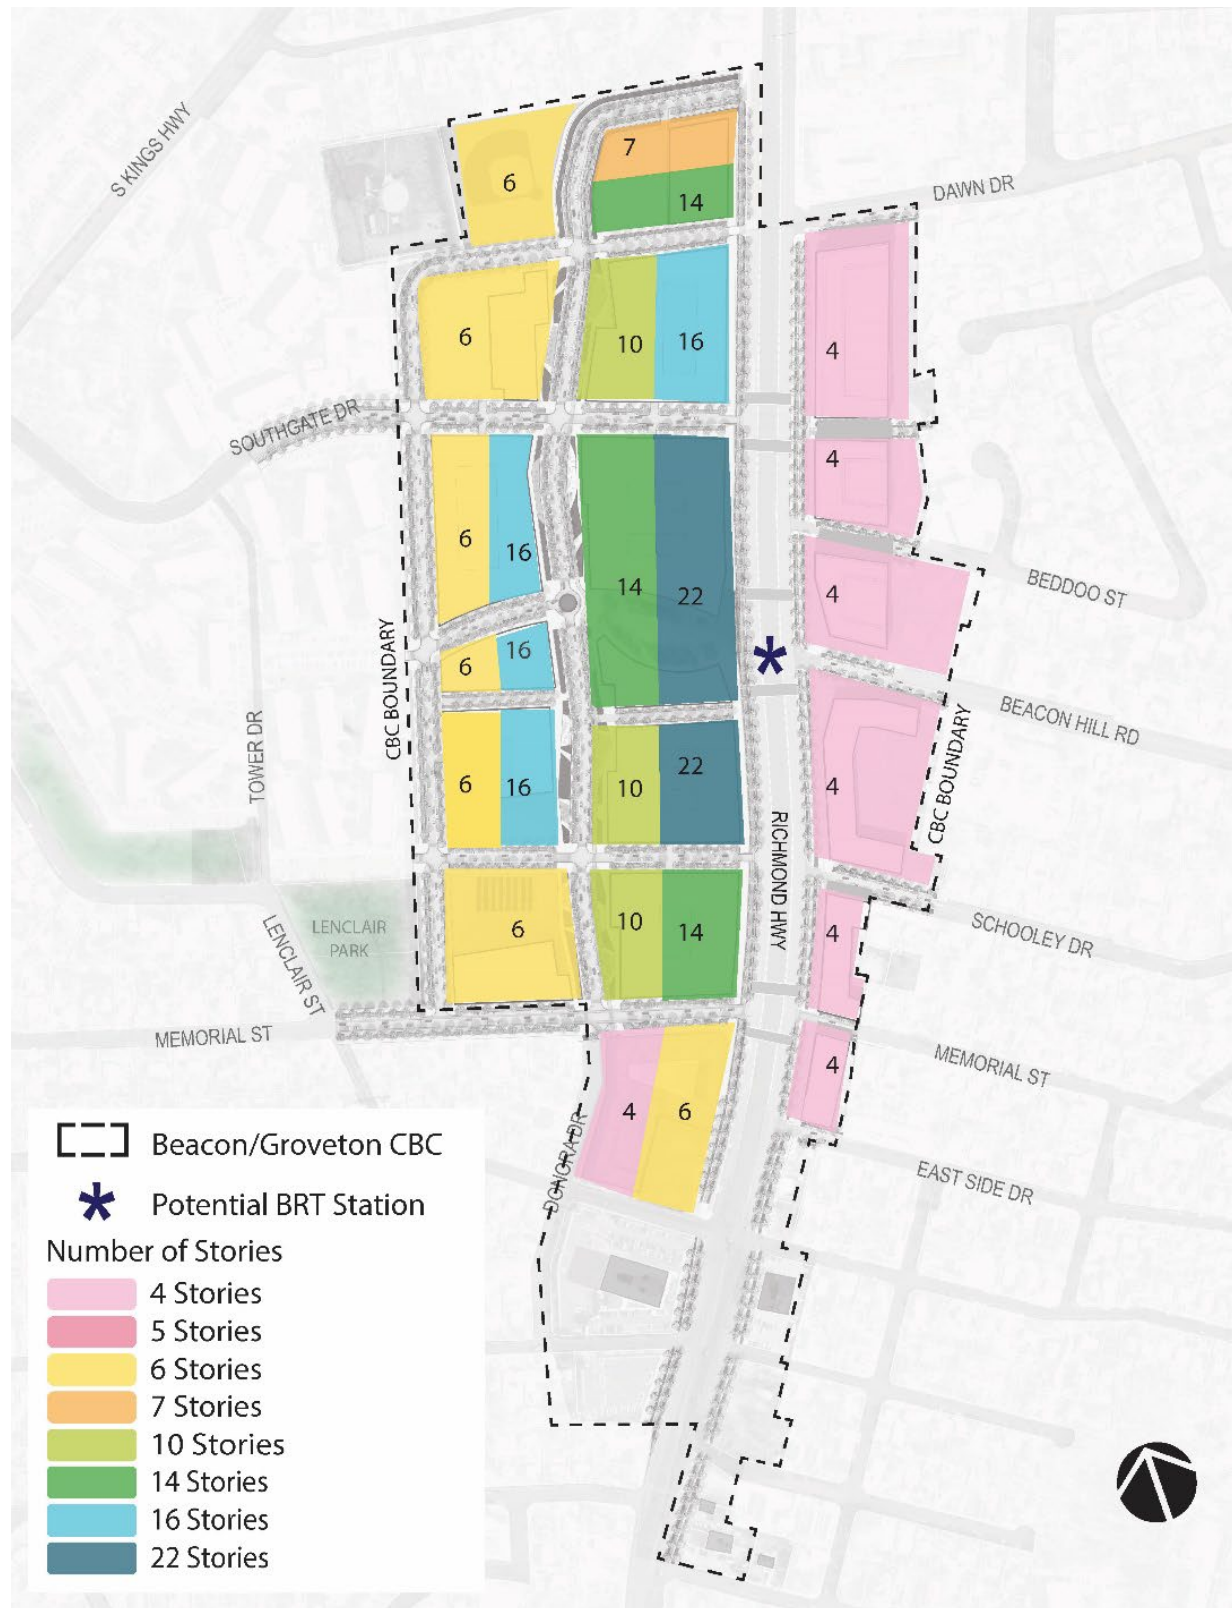 S KINGS HWY
7
6
14
DAWN DR
6
10
16
4
SOUTHGATE DR
4
6
16
14
22
4
BEDDOO ST
CBC BOUNDARY
6
16
TOWER DR
BEACON HILL RD
CBC BOUNDARY
6
16
10
22
4
RICHMOND HWY
LENCLAIR
PARK
LENCLAIR ST
6
10
14
4
SCHOOLEY DR
MEMORIAL ST
MEMORIAL ST
4
4
6
DONORA DR
EAST SIDE DR
Beacon/Groveton CBC
Potential BRT Station
Number of Stories
4 Stories
5 Stories
6 Stories
7 Stories
10 Stories
14 Stories
16 Stories
22 Stories